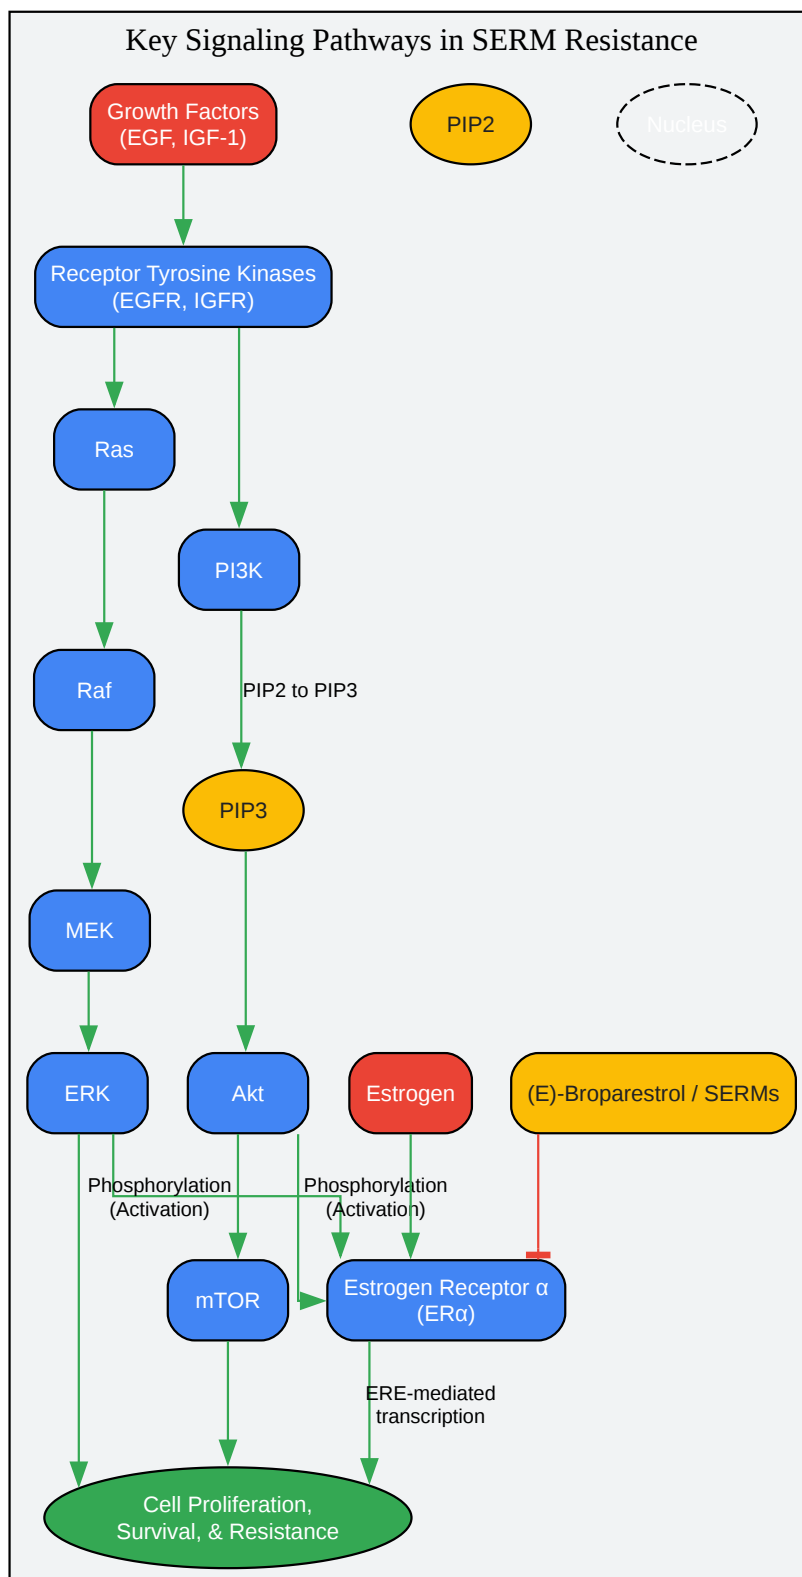 Key Signaling Pathways in SERM Resistance
Growth Factors
(EGF, IGF-1)
PIP2
Nucleus
Receptor Tyrosine Kinases
(EGFR, IGFR)
Ras
PI3K
Raf
PIP2 to PIP3
PIP3
MEK
ERK
Akt
Estrogen
(E)-Broparestrol / SERMs
Phosphorylation
(Activation)
Phosphorylation
(Activation)
mTOR
Estrogen Receptor α
(ERα)
ERE-mediated
transcription
Cell Proliferation,
Survival, & Resistance